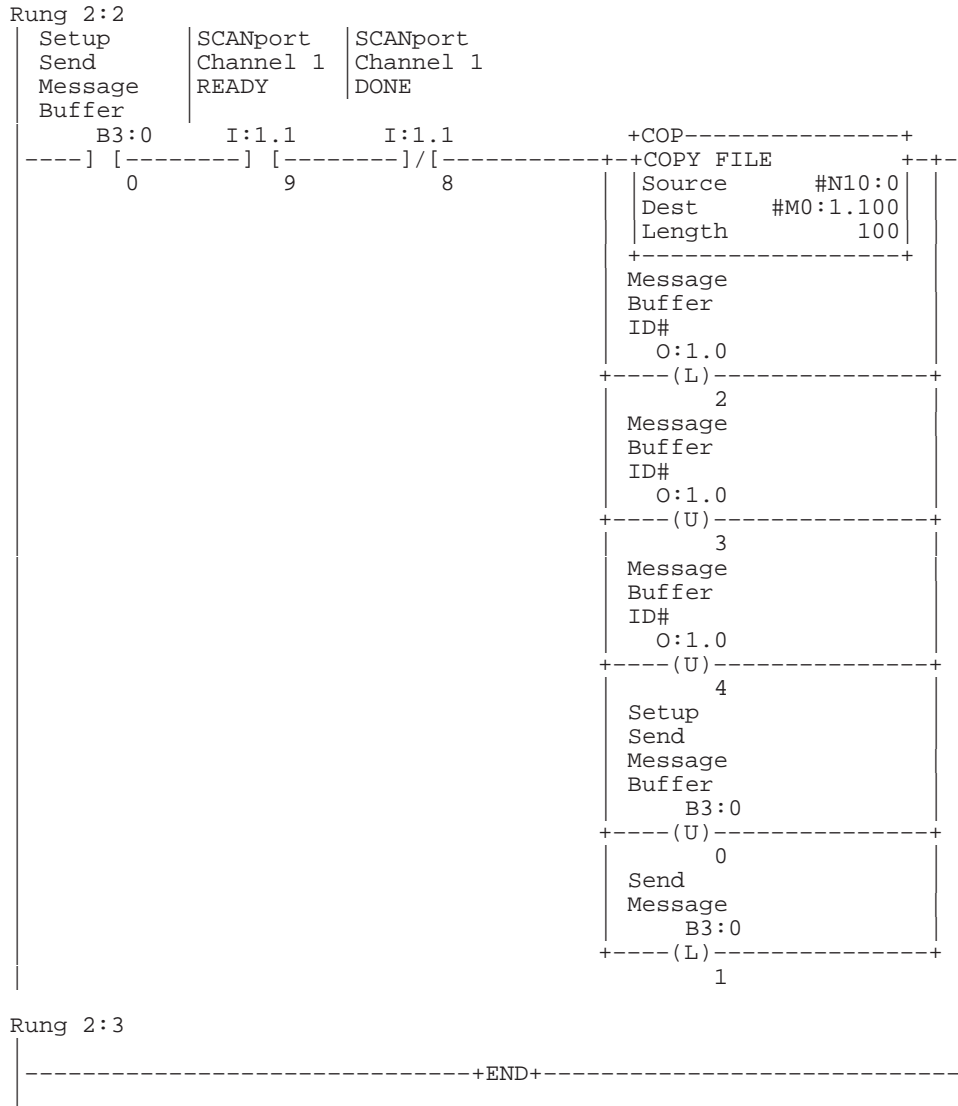 Rung 2:2
| Setup |SCANport |SCANport
| Send |Channel 1 |Channel 1
| Message |READY |DONE
| Buffer |
| B3:0 I:1.1 I:1.1 +COP---------------+
|----] [--------] [--------]/[-----------+-+COPY FILE +-+-
| 0 9 8 | |Source #N10:0| |
| | |Dest #M0:1.100| |
| | |Length 100| |
| | +------------------+ |
| | Message |
| | Buffer |
| | ID# |
| | O:1.0 |
| +----(L)---------------+
| | 2 |
| | Message |
| | Buffer |
| | ID# |
| | O:1.0 |
| +----(U)---------------+
| | 3 |
| | Message |
| | Buffer |
| | ID# |
| | O:1.0 |
| +----(U)---------------+
| | 4 |
| | Setup |
| | Send |
| | Message |
| | Buffer |
| | B3:0 |
| +----(U)---------------+
| | 0 |
| | Send |
| | Message |
| | B3:0 |
| +----(L)---------------+
| 1
Rung 2:3
|
|-------------------------------+END+-----------------------------
|